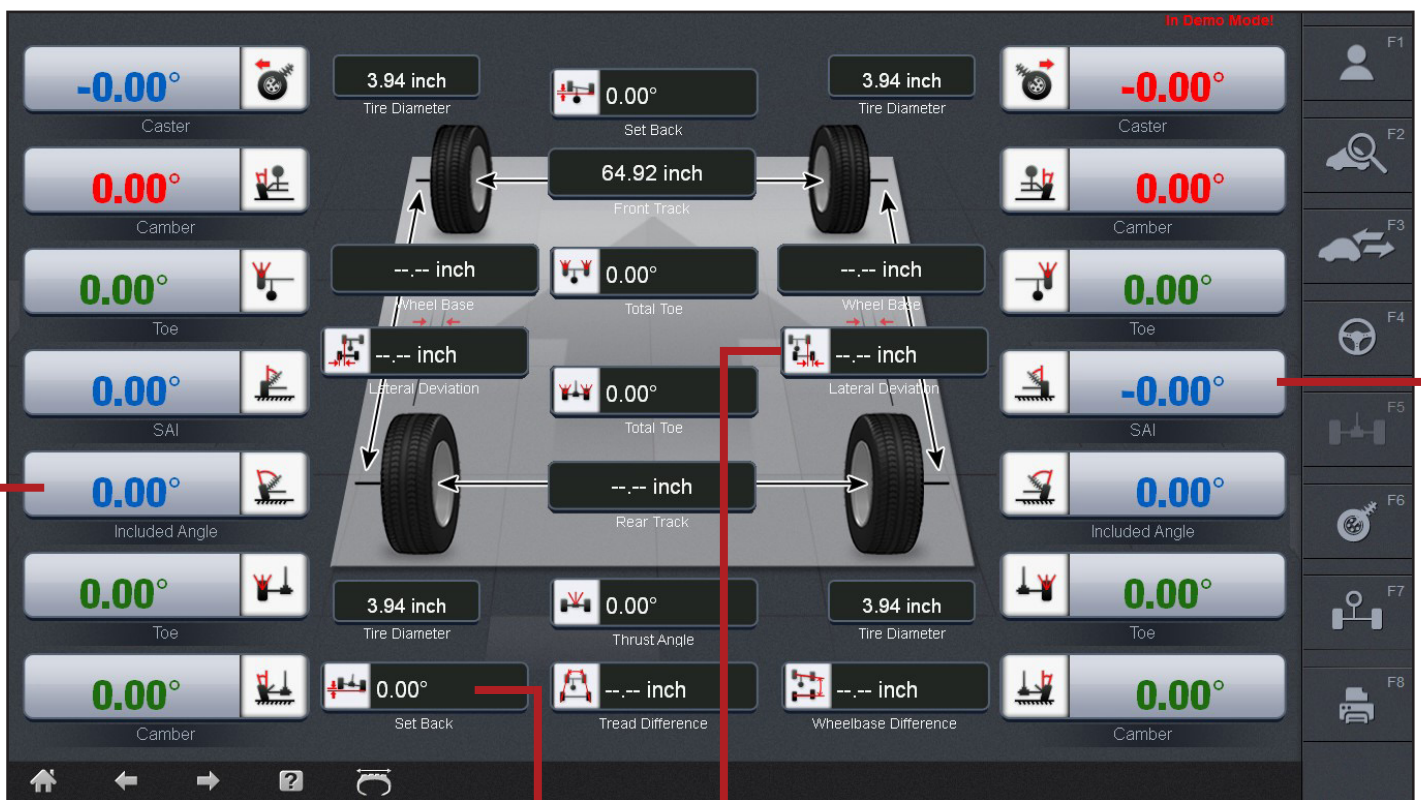 In Demo Mode!
-0.00°
Caster
3.94 inch
Tire Diameter
0.00°
Set Back
3.94 inch
Tire Diameter
-0.00°
Caster
F1
0.00°
Camber
64.92 inch
Front Track
0.00°
Camber
F2
0.00°
Toe
--.-- inch
Wheel Base
0.00°
Total Toe
--.-- inch
Wheel Base
0.00°
Toe
F3
0.00°
SAI
--.-- inch
Lateral Deviation
0.00°
Total Toe
--.-- inch
Lateral Deviation
-0.00°
SAI
F4
F5
0.00°
Included Angle
--.-- inch
Rear Track
0.00°
Included Angle
F6
0.00°
Toe
3.94 inch
Tire Diameter
0.00°
Thrust Angle
3.94 inch
Tire Diameter
0.00°
Toe
F7
0.00°
Camber
0.00°
Set Back
--.-- inch
Tread Difference
--.-- inch
Wheelbase Difference
0.00°
Camber
F8
?